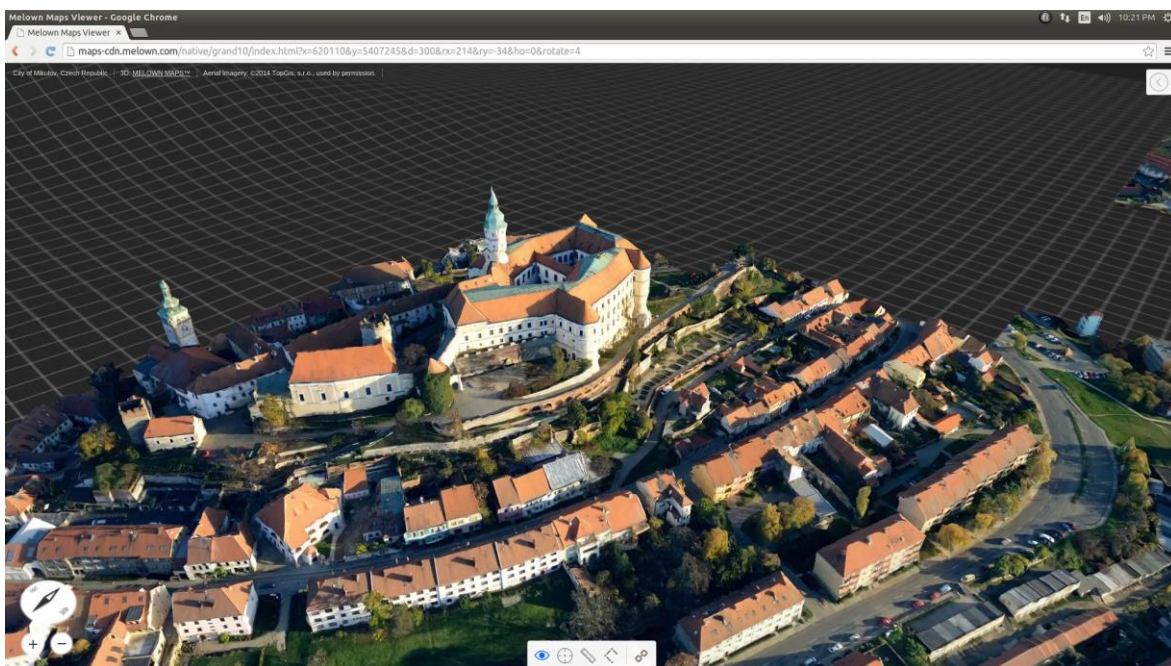 Melown Maps Viewer - Google Chrome
En 10:21 PM
Melown Maps Viewer
maps-cdn.melown.com/native/grand10/index.html?x=620110&y=5407245&d=300&rx=214&ry=-34&ho=0&rotate=4
City of Mikulov, Czech Republic 3D: MELOWN MAPS™ Aerial Imagery: ©2014 TopGis, s.r.o., used by permission.